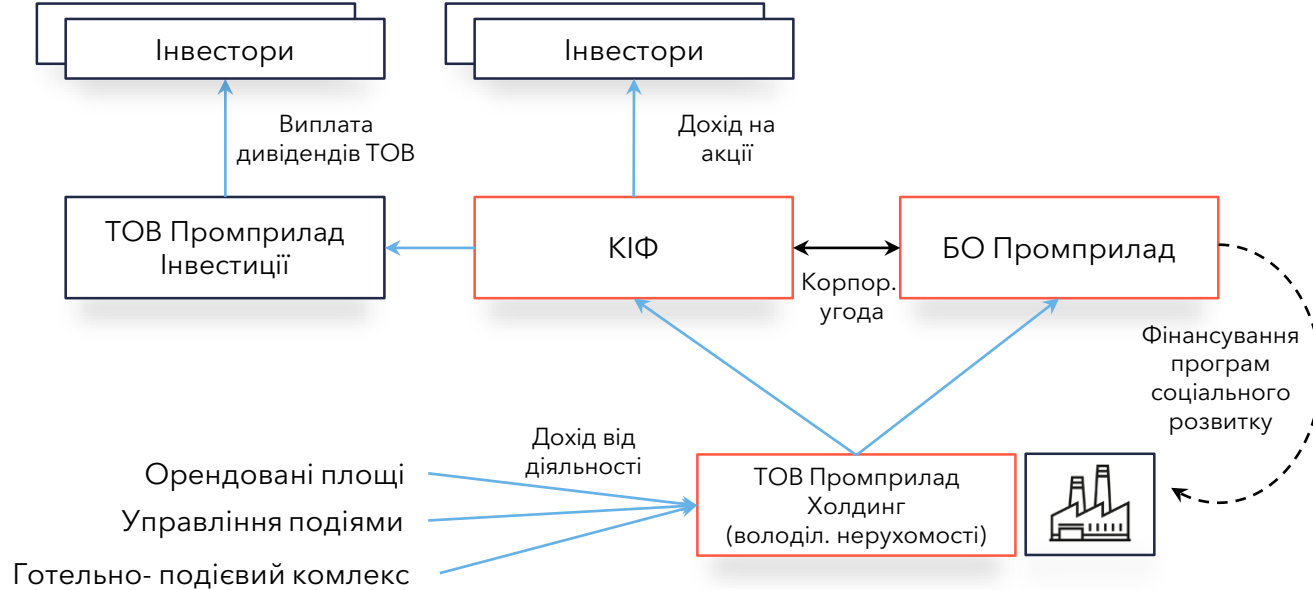 Інвестори
Інвестори
Виплата
дивідендів ТОВ
Дохід на
акції
ТОВ Промприлад
Інвестиції
КІФ
БО Промприлад
Корпор.
угода
Фінансування
програм
соціального
розвитку
Дохід від
діяльності
Орендовані площі
Управління подіями
Готельно- подієвий комлекс
ТОВ Промприлад
Холдинг
(володіл. нерухомості)